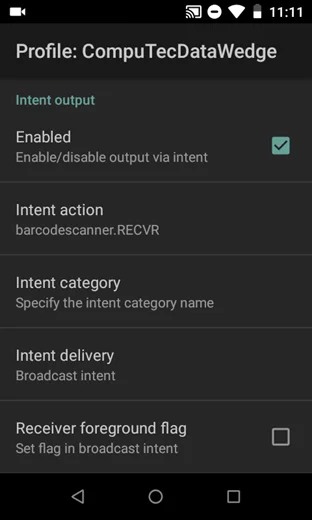 11:11
Profile: CompuTecDataWedge
Intent output
Enabled
Enable/disable output via intent
Intent action
barcodescanner.RECVR
Intent category
Specify the intent category name
Intent delivery
Broadcast intent
Receiver foreground flag
Set flag in broadcast intent